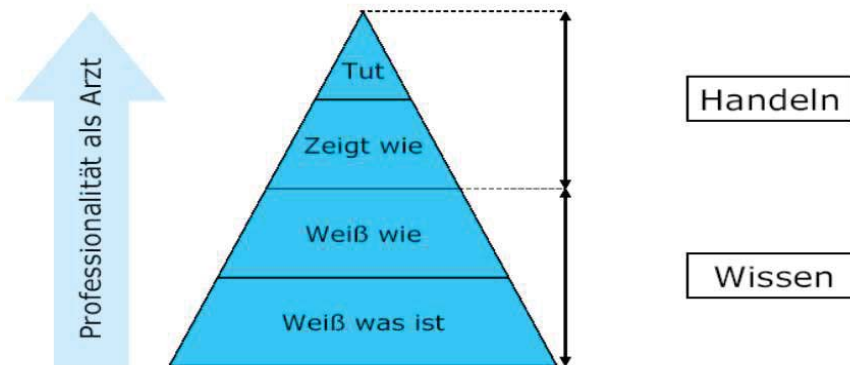 Professionalität als Arzt
Tut
Zeigt wie
Weiß wie
Weiß was ist
Handeln
Wissen